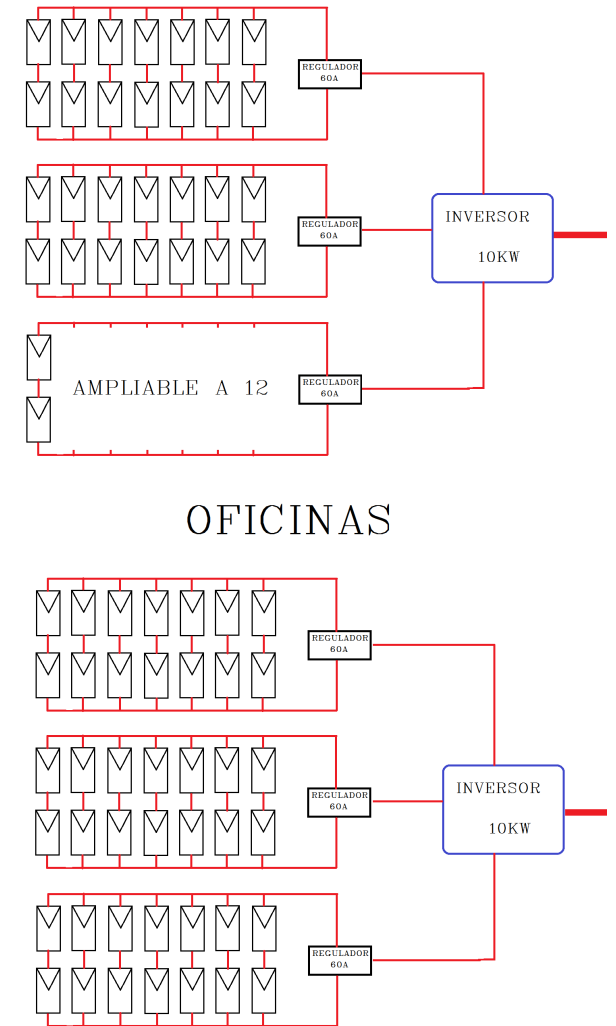 REGULADOR
60A
INVERSOR
10KW
REGULADOR
60A
REGULADOR
60A
AMPLIABLE A 12
OFICINAS
REGULADOR
60A
INVERSOR
10KW
REGULADOR
60A
REGULADOR
60A